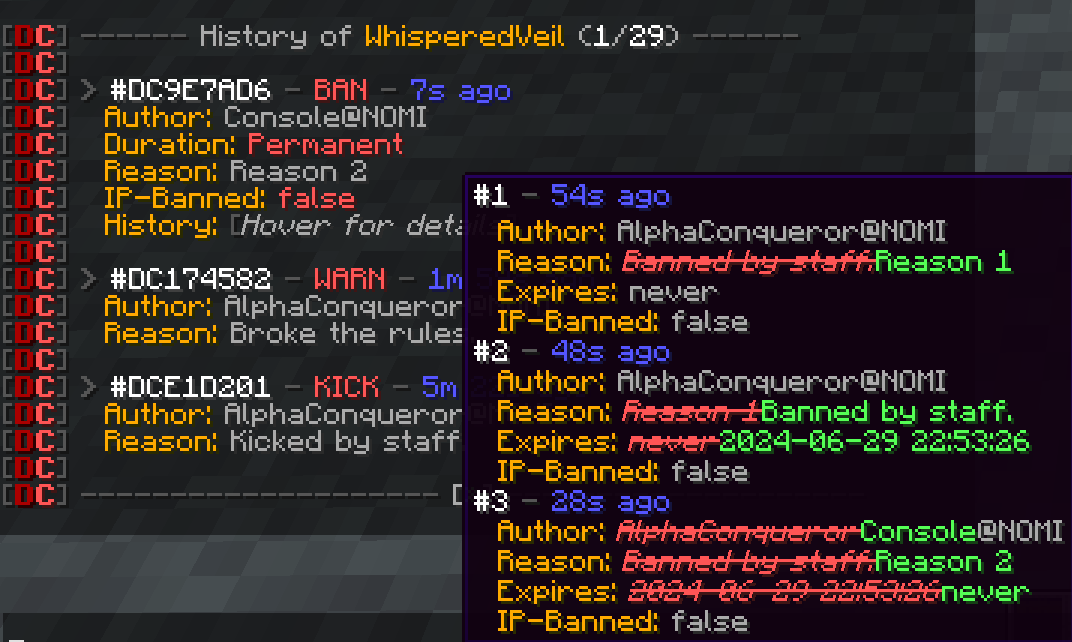 [DC] ------ History of WhisperedVeil (1/29) ------
[DC]
[DC] > #DC9E7AD6 - BAN - 7s ago
[DC] Author: Console@NOMI
[DC] Duration: Permanent
[DC] Reason: Reason 2
[DC] IP-Banned: false
[DC] History: [Hover for deta
[DC]
[DC] > #DC174582 - WARN - 1m
[DC] Author: AlphaConqueror
[DC] Reason: Broke the rules
[DC]
[DC] > #DCE1D201 - KICK - 5m
[DC] Author: AlphaConqueror
[DC] Reason: Kicked by staff
[DC]
[DC] -------------------- [
#1 - 54s ago
Author: AlphaConqueror@NOMI
Reason: Banned by staff.Reason 1
Expires: never
IP-Banned: false
#2 - 48s ago
Author: AlphaConqueror@NOMI
Reason: Reason 1Banned by staff.
Expires: never2024-06-29 22:53:26
IP-Banned: false
#3 - 28s ago
Author: AlphaConquerorConsole@NOMI
Reason: Banned by staff.Reason 2
Expires: 2024-06-29 22:53:26never
IP-Banned: false